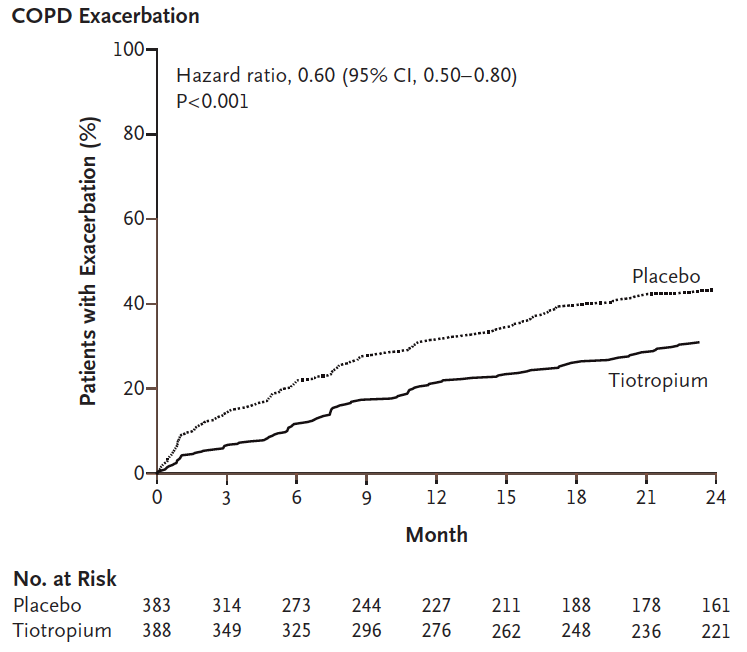 COPD Exacerbation
100
Hazard ratio, 0.60 (95% CI, 0.50–0.80)
P<0.001
80
60
40
20
0
Patients with Exacerbation (%)
Placebo
Tiotropium
0 3 6 9 12 15 18 21 24
Month
No. at Risk
Placebo 383 314 273 244 227 211 188 178 161
Tiotropium 388 349 325 296 276 262 248 236 221